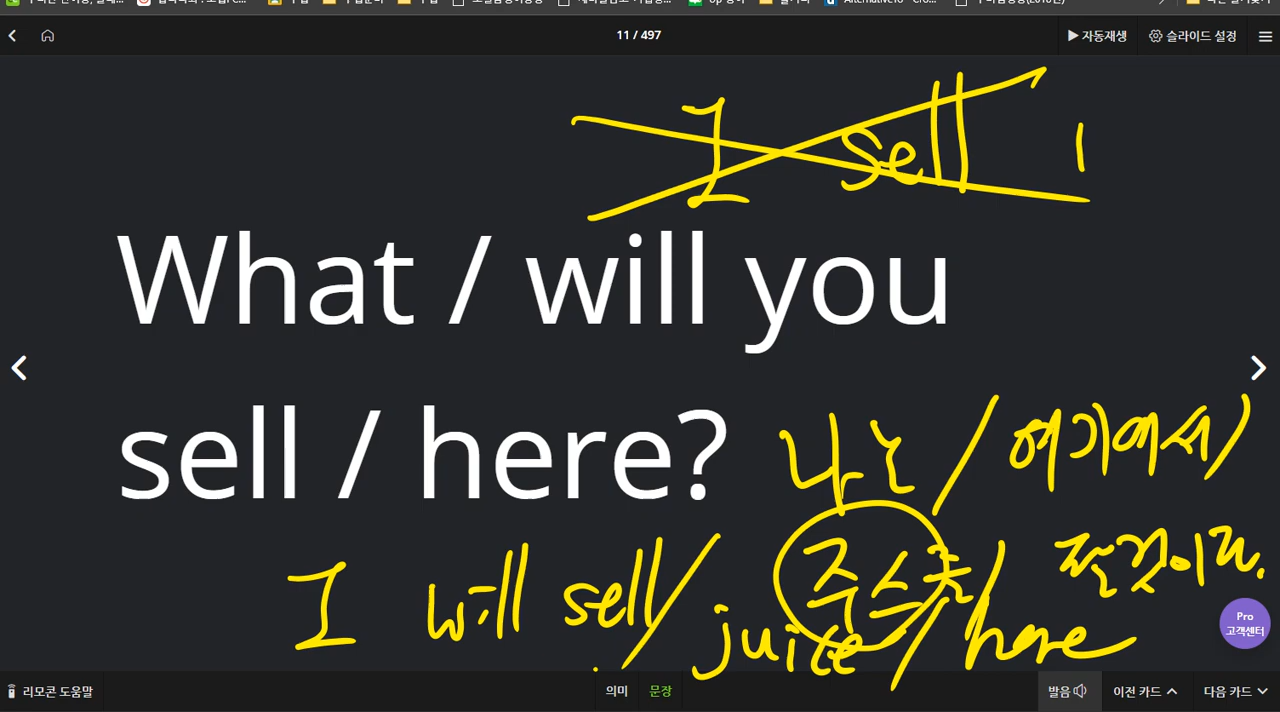 11 / 497
자동재생
슬라이드 설정
I sell
What / will you
sell / here?
나는 / 여기에서 /
주스를 / 팔것이다.
I will sell / juice / here
Pro
고객센터
리모콘 도움말
의미
문장
발음
이전 카드
다음 카드